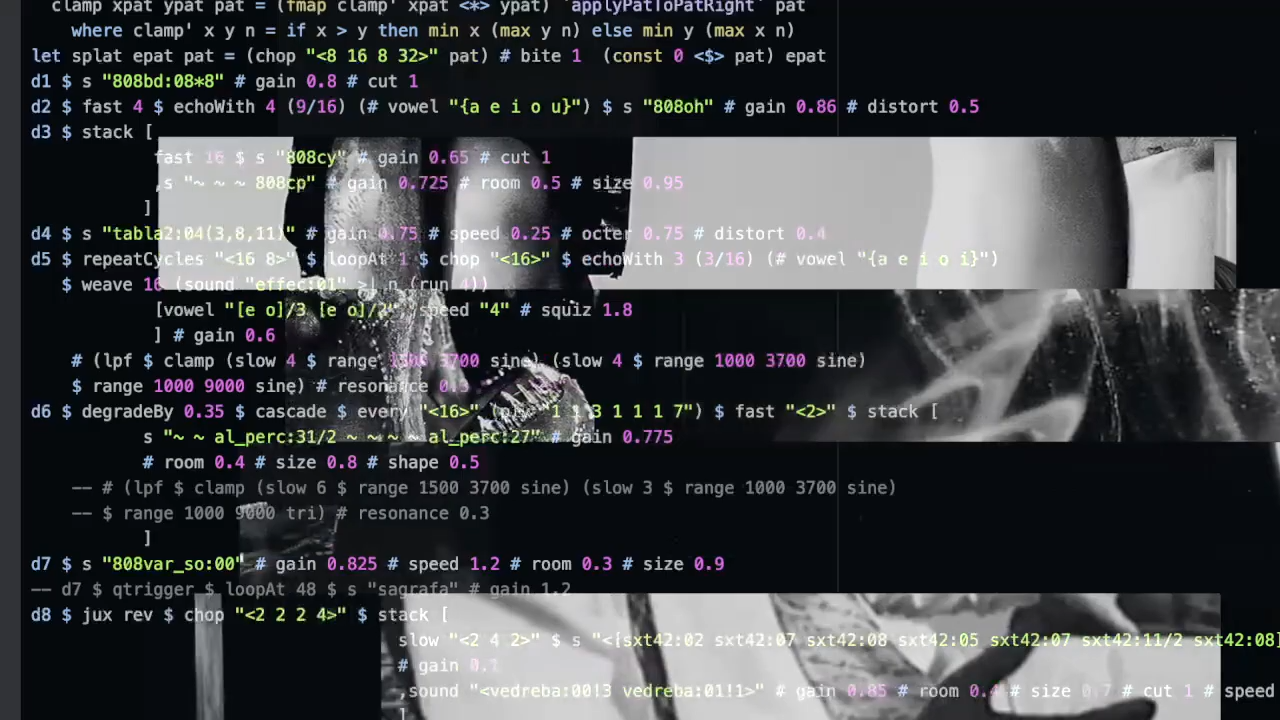 clamp xpat ypat pat = (fmap clamp' xpat <*> ypat) `applyPatToPatRight` pat
where clamp' x y n = if x > y then min x (max y n) else min y (max x n)
let splat epat pat = (chop "<8 16 8 32>" pat) # bite 1 (const 0 <$> pat) epat
d1 $ s "808bd:08*8" # gain 0.8 # cut 1
d2 $ fast 4 $ echoWith 4 (9/16) (# vowel "{a e i o u}") $ s "808oh" # gain 0.86 # distort 0.5
d3 $ stack [
fast 16 $ s "808cy" # gain 0.65 # cut 1
,s "~ ~ ~ 808cp" # gain 0.725 # room 0.5 # size 0.95
]
d4 $ s "tabla2:04(3,8,11)" # gain 0.75 # speed 0.25 # octer 0.75 # distort 0.4
d5 $ repeatCycles "<16 8>" $ loopAt 1 $ chop "<16>" $ echoWith 3 (3/16) (# vowel "{a e i o i}")
$ weave 16 (sound "effec:01" >| n (run 4))
[vowel "[e o]/3 [e o]/2", speed "4" # squiz 1.8
] # gain 0.6
# (lpf $ clamp (slow 4 $ range 1500 3700 sine) (slow 4 $ range 1000 3700 sine)
$ range 1000 9000 sine) # resonance
d6 $ degradeBy 0.35 $ cascade $ every "<16>" "1 1 3 1 1 1 7") $ fast "<2>" $ stack [
s "~ ~ al_perc:31/2 ~ ~ ~ ~ al_perc:27" # gain 0.775
# room 0.4 # size 0.8 # shape 0.5
-- # (lpf $ clamp (slow 6 $ range 1500 3700 sine) (slow 3 $ range 1000 3700 sine)
-- $ range 1000 9000 tri) # resonance 0.3
]
d7 $ s "808var_so:00" # gain 0.825 # speed 1.2 # room 0.3 # size 0.9
-- d7 $ qtrigger $ loopAt 48 $ s "sagrafa" # gain 1.2
d8 $ jux rev $ chop "<2 2 2 4>" $ stack [
slow "<2 4 2>" $ s "<[sxt42:02 sxt42:07 sxt42:08 sxt42:05 sxt42:07 sxt42:11/2 sxt42:08]
# gain 0.1
,sound "<vedreba:00!3 vedreba:01!1>" # gain 0.85 # room 0.4 # size 0.7 # cut 1 # speed
]